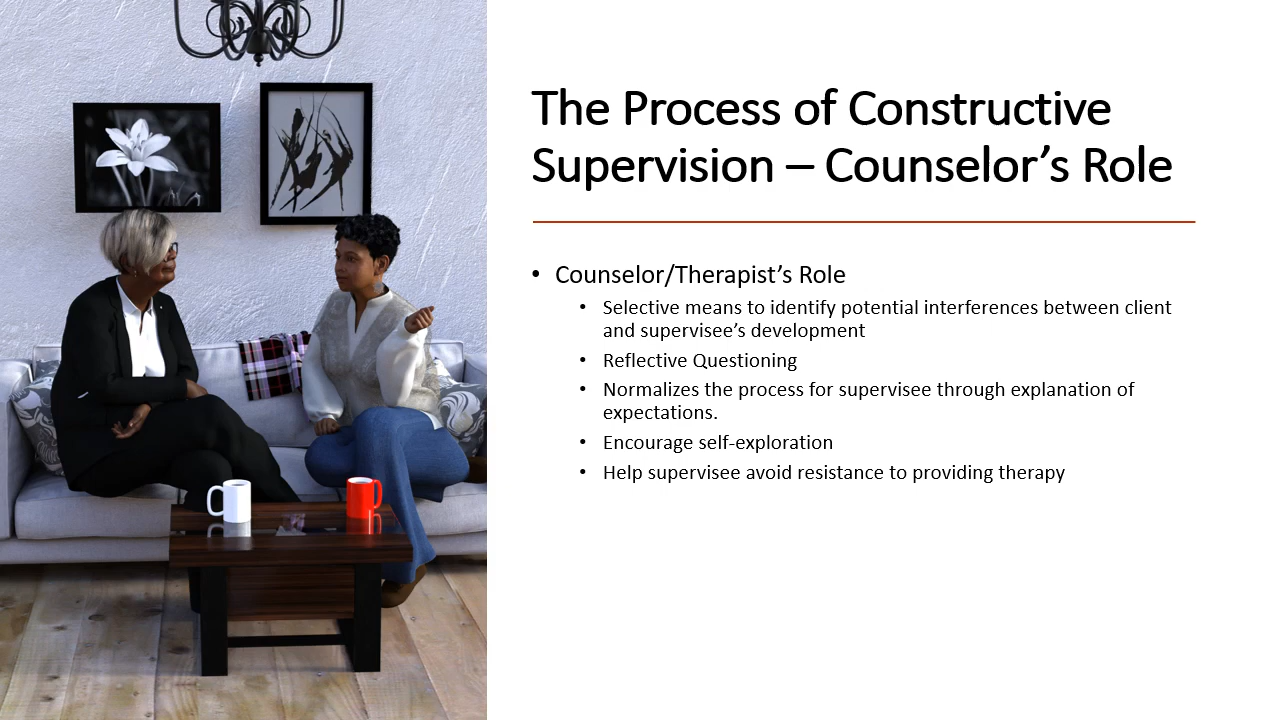 The Process of Constructive
Supervision – Counselor’s Role
• Counselor/Therapist’s Role
• Selective means to identify potential interferences between client
and supervisee’s development
• Reflective Questioning
• Normalizes the process for supervisee through explanation of
expectations.
• Encourage self-exploration
• Help supervisee avoid resistance to providing therapy